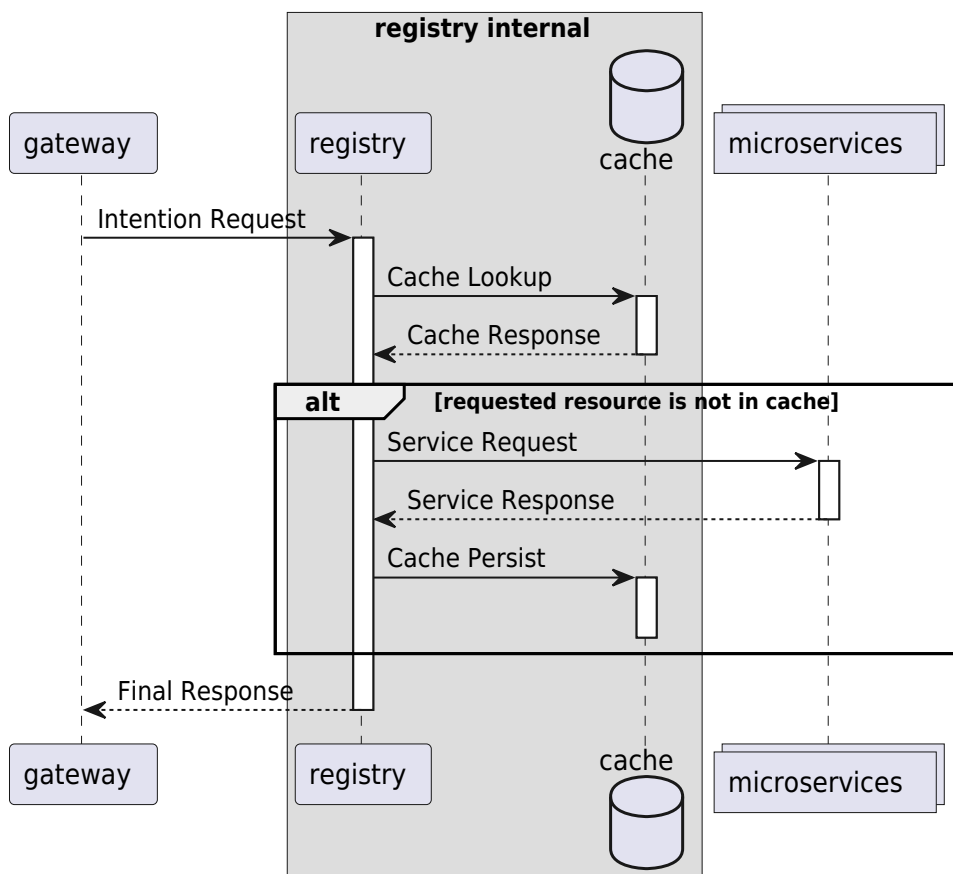 registry internal
gateway
registry
cache
microservices
Intention Request
Cache Lookup
Cache Response
alt
[requested resource is not in cache]
Service Request
Service Response
Cache Persist
Final Response
gateway
registry
cache
microservices